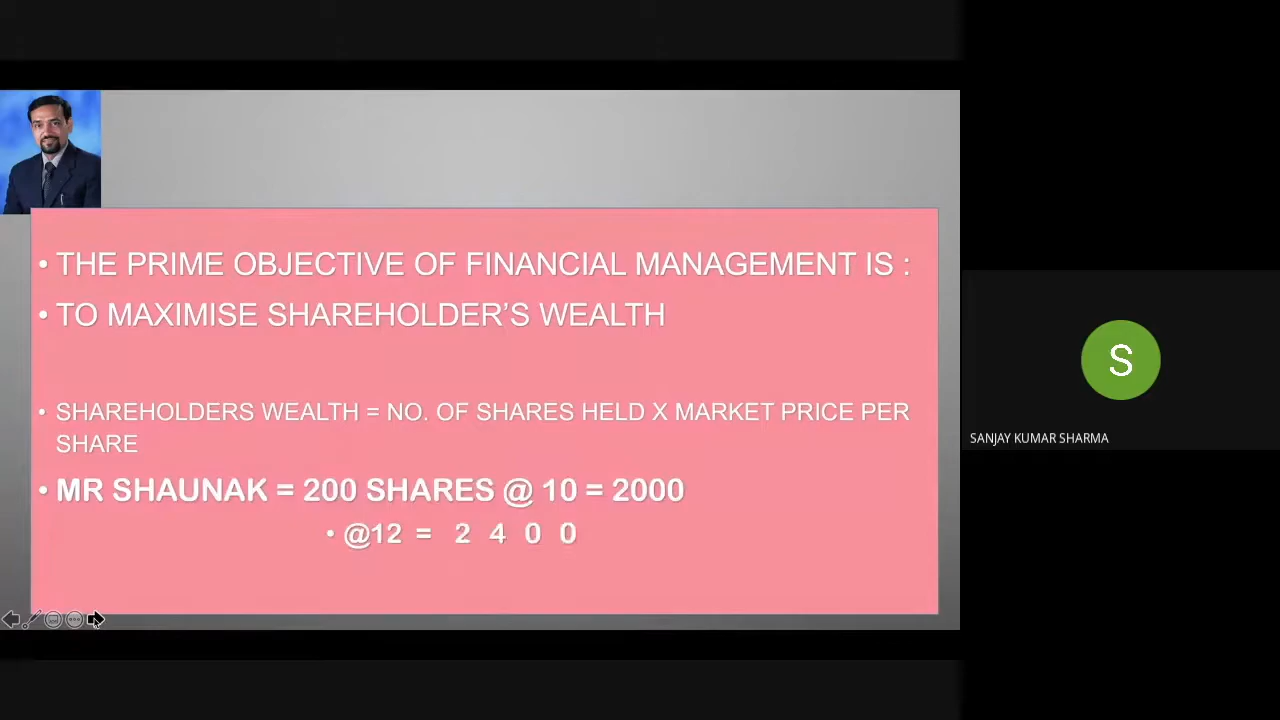 • THE PRIME OBJECTIVE OF FINANCIAL MANAGEMENT IS :
• TO MAXIMISE SHAREHOLDER’S WEALTH
• SHAREHOLDERS WEALTH = NO. OF SHARES HELD X MARKET PRICE PER
SHARE
• MR SHAUNAK = 200 SHARES @ 10 = 2000
• @12 = 2 4 0 0
S
SANJAY KUMAR SHARMA